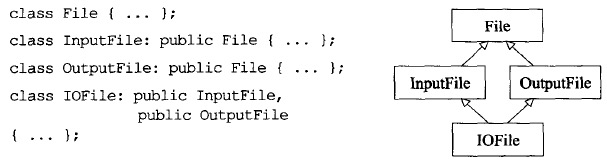 class File { ... };
class InputFile: public File { ... };
class OutputFile: public File { ... };
class IOFile: public InputFile,
public OutputFile
{ ... };
File
InputFile
OutputFile
IOFile